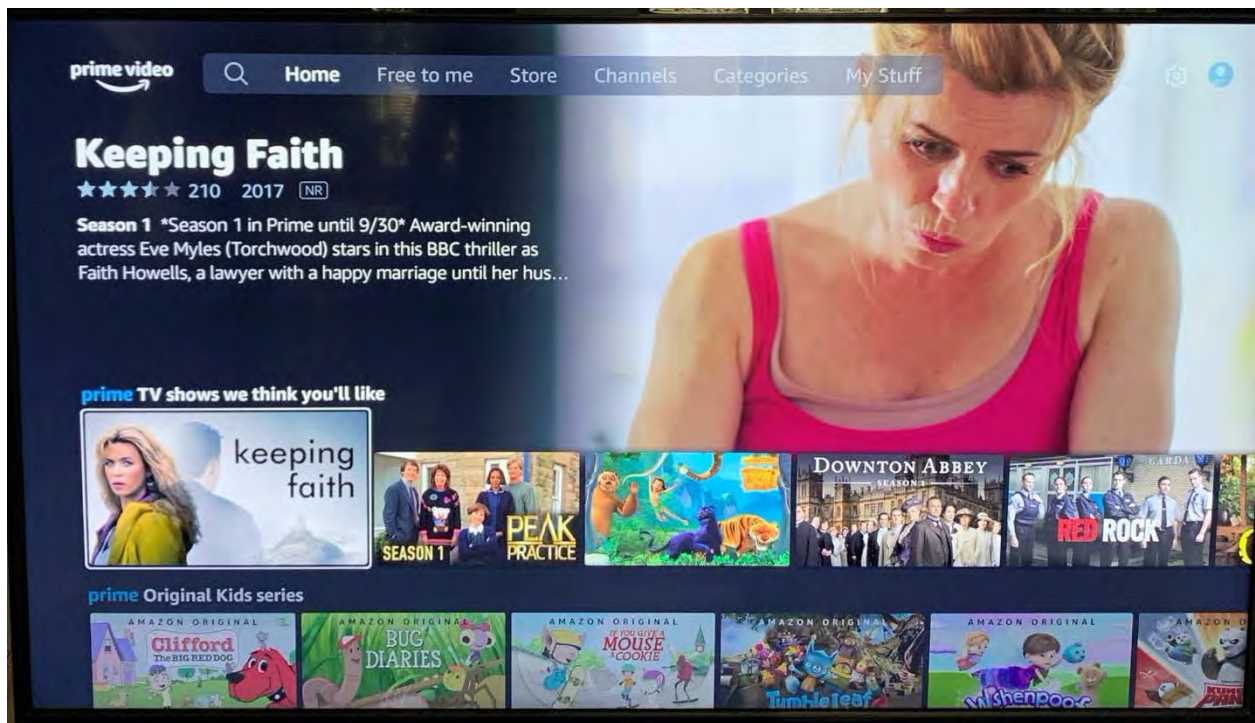 prime video
Home Free to me Store Channels Categories My Stuff
Keeping Faith
210 2017 NR
Season 1 *Season 1 in Prime until 9/30* Award-winning
actress Eve Myles (Torchwood) stars in this BBC thriller as
Faith Howells, a lawyer with a happy marriage until her hus...
prime TV shows we think you'll like
keeping
faith
SEASON 1
PEAK
PRACTICE
DOWNTON ABBEY
SEASON 1
GARDA
RED ROCK
prime Original Kids series
AMAZON ORIGINAL
Clifford
The BIG RED DOG
AMAZON ORIGINAL
BUG
DIARIES
AMAZON ORIGINAL
IF YOU GIVE A
MOUSE
A COOKIE
AMAZON ORIGINAL
Tumble Leaf
AMAZON ORIGINAL
Wishenpoof
AMAZON O